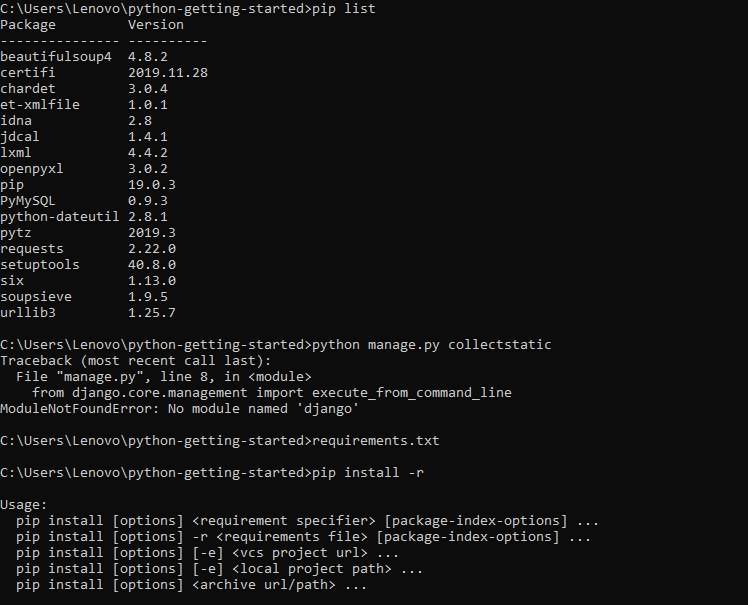 C:\Users\Lenovo\python-getting-started>pip list
Package         Version
--------------- ----------
beautifulsoup4  4.8.2
certifi         2019.11.28
chardet         3.0.4
et-xmlfile      1.0.1
idna            2.8
jdcal           1.4.1
lxml            4.4.2
openpyxl        3.0.2
pip             19.0.3
PyMySQL         0.9.3
python-dateutil 2.8.1
pytz            2019.3
requests        2.22.0
setuptools      40.8.0
six             1.13.0
soupsieve       1.9.5
urllib3         1.25.7
C:\Users\Lenovo\python-getting-started>python manage.py collectstatic
Traceback (most recent call last):
  File "manage.py", line 8, in <module>
    from django.core.management import execute_from_command_line
ModuleNotFoundError: No module named 'django'
C:\Users\Lenovo\python-getting-started>requirements.txt
C:\Users\Lenovo\python-getting-started>pip install -r
Usage:
  pip install [options] <requirement specifier> [package-index-options] ...
  pip install [options] -r <requirements file> [package-index-options] ...
  pip install [options] [-e] <vcs project url> ...
  pip install [options] [-e] <local project path> ...
  pip install [options] <archive url/path> ...